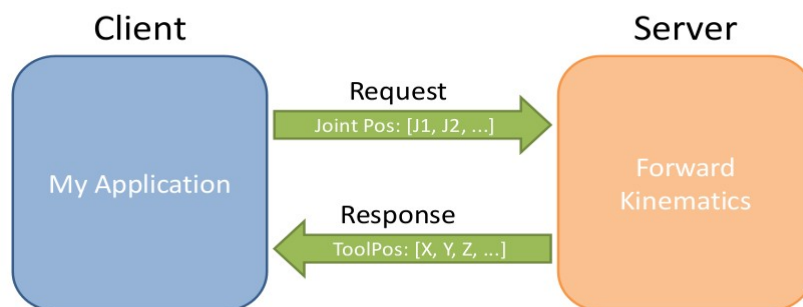 Client
Server
Request
Joint Pos: [J1, J2, ...]
My Application
Forward
Kinematics
Response
ToolPos: [X, Y, Z, ...]